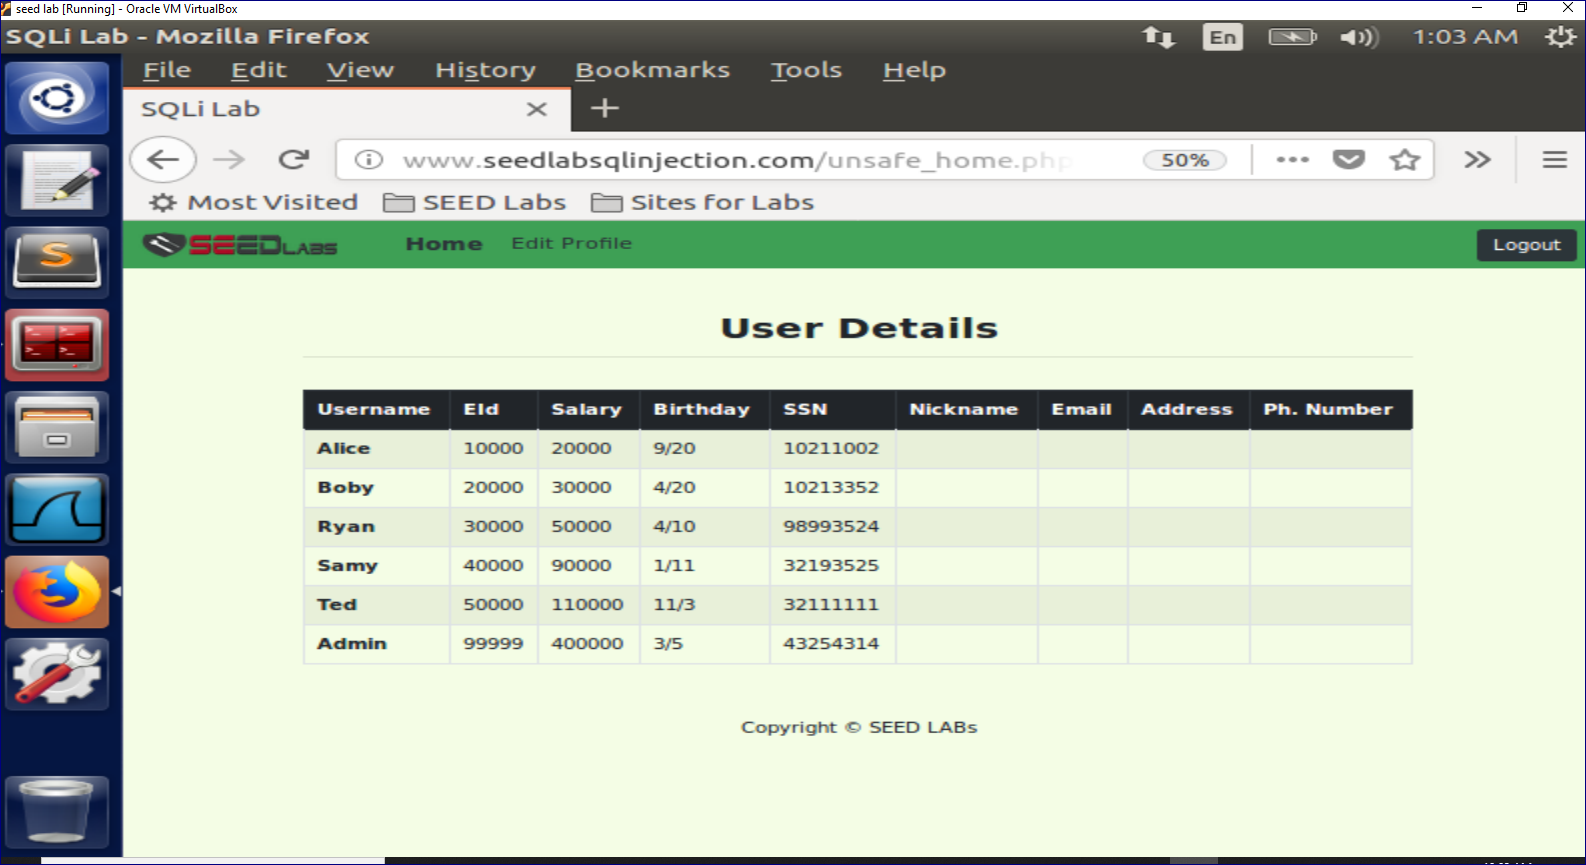 seed lab [Running] - Oracle VM VirtualBox
SQLi Lab - Mozilla Firefox En 1:03 AM
File Edit View History Bookmarks Tools Help
SQLi Lab
www.seedlabsqlinjection.com/unsafe_home.php 50%
Most Visited SEED Labs Sites for Labs
SEEDLABS Home Edit Profile Logout
User Details
Username EId Salary Birthday SSN Nickname Email Address Ph. Number
Alice 10000 20000 9/20 10211002
Boby 20000 30000 4/20 10213352
Ryan 30000 50000 4/10 98993524
Samy 40000 90000 1/11 32193525
Ted 50000 110000 11/3 32111111
Admin 99999 400000 3/5 43254314
Copyright © SEED LABs